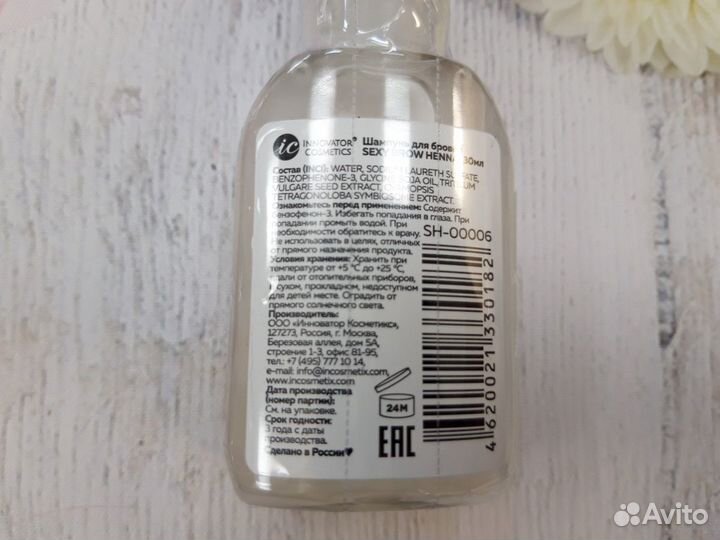 ic INNOVATOR® COSMETICS
Шампунь для бровей
SEXY BROW HENNA, 30мл
Состав (INCI): WATER, SODIUM LAURETH SULFATE,
BENZOPHENONE-3, SOJA OIL,
VULGARE SEED EXTRACT,
TETRAGONOLOBA EXTRACT.
Ознакомьтесь перед применением: Содержит
бензофенон-3. Избегать попадания в глаза. При
попадании промыть водой. При
необходимости обратитесь к врачу.
Не использовать в целях, отличных
от прямого назначения продукта.
Условия хранения: Хранить при
температуре от +5 °C до +25 °C,
вдали от отопительных приборов,
в сухом, прохладном, недоступном
для детей месте. Оградить от
прямого солнечного света.
Производитель:
ООО «Инноватор Косметикс»,
127273, Россия, г. Москва,
Березовая аллея, дом 5А,
строение 1-3, офис 81-95,
тел.: +7 (495) 777 10 14,
e-mail: info@incosmetix.com,
www.incosmetix.com
Дата производства
(номер партии):
См. на упаковке.
Срок годности:
3 года с даты
производства.
Сделано в России
SH-00006
4620021330182
24M
EAC
Avito